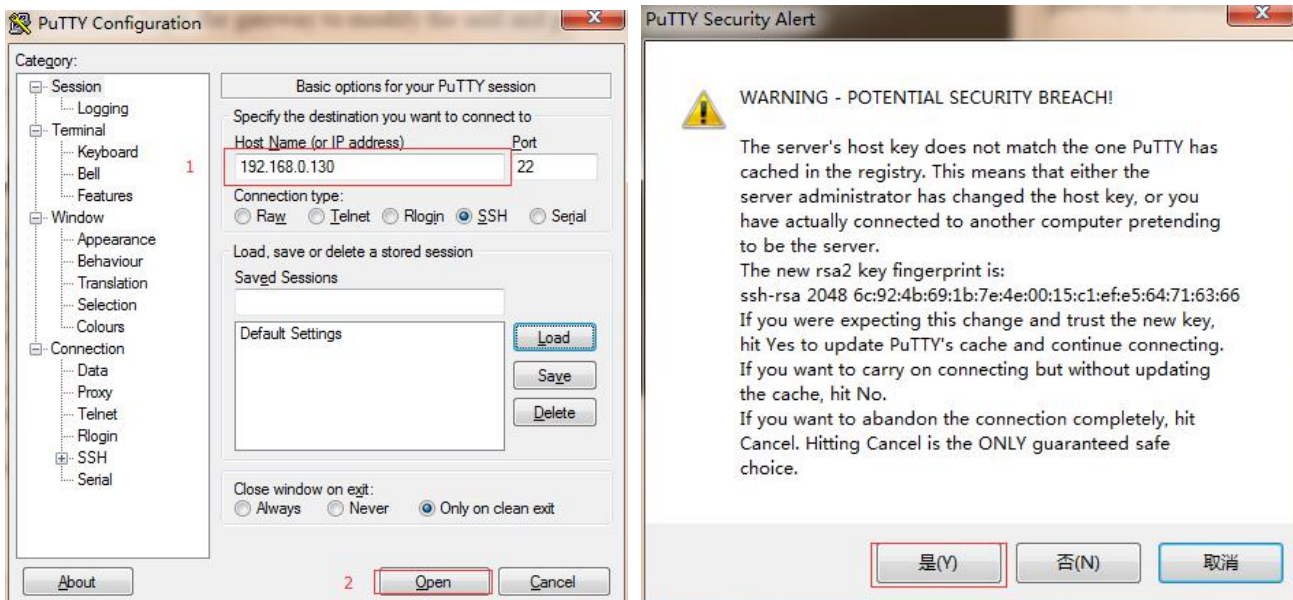 PuTTY Configuration
Category:
Session
Logging
Terminal
Keyboard
Bell
Features
Window
Appearance
Behaviour
Translation
Selection
Colours
Connection
Data
Proxy
Telnet
Rlogin
SSH
Serial
Basic options for your PuTTY session
Specify the destination you want to connect to
Host Name (or IP address) Port
1 192.168.0.130 22
Connection type:
Raw Telnet Rlogin SSH Serial
Load, save or delete a stored session
Saved Sessions
Default Settings
Load
Save
Delete
Close window on exit:
Always Never Only on clean exit
About 2 Open Cancel
PuTTY Security Alert
WARNING - POTENTIAL SECURITY BREACH!
The server's host key does not match the one PuTTY has
cached in the registry. This means that either the
server administrator has changed the host key, or you
have actually connected to another computer pretending
to be the server.
The new rsa2 key fingerprint is:
ssh-rsa 2048 6c:92:4b:69:1b:7e:4e:00:15:c1:ef:e5:64:71:63:66
If you were expecting this change and trust the new key,
hit Yes to update PuTTY's cache and continue connecting.
If you want to carry on connecting but without updating
the cache, hit No.
If you want to abandon the connection completely, hit
Cancel. Hitting Cancel is the ONLY guaranteed safe
choice.
是(Y) 否(N) 取消